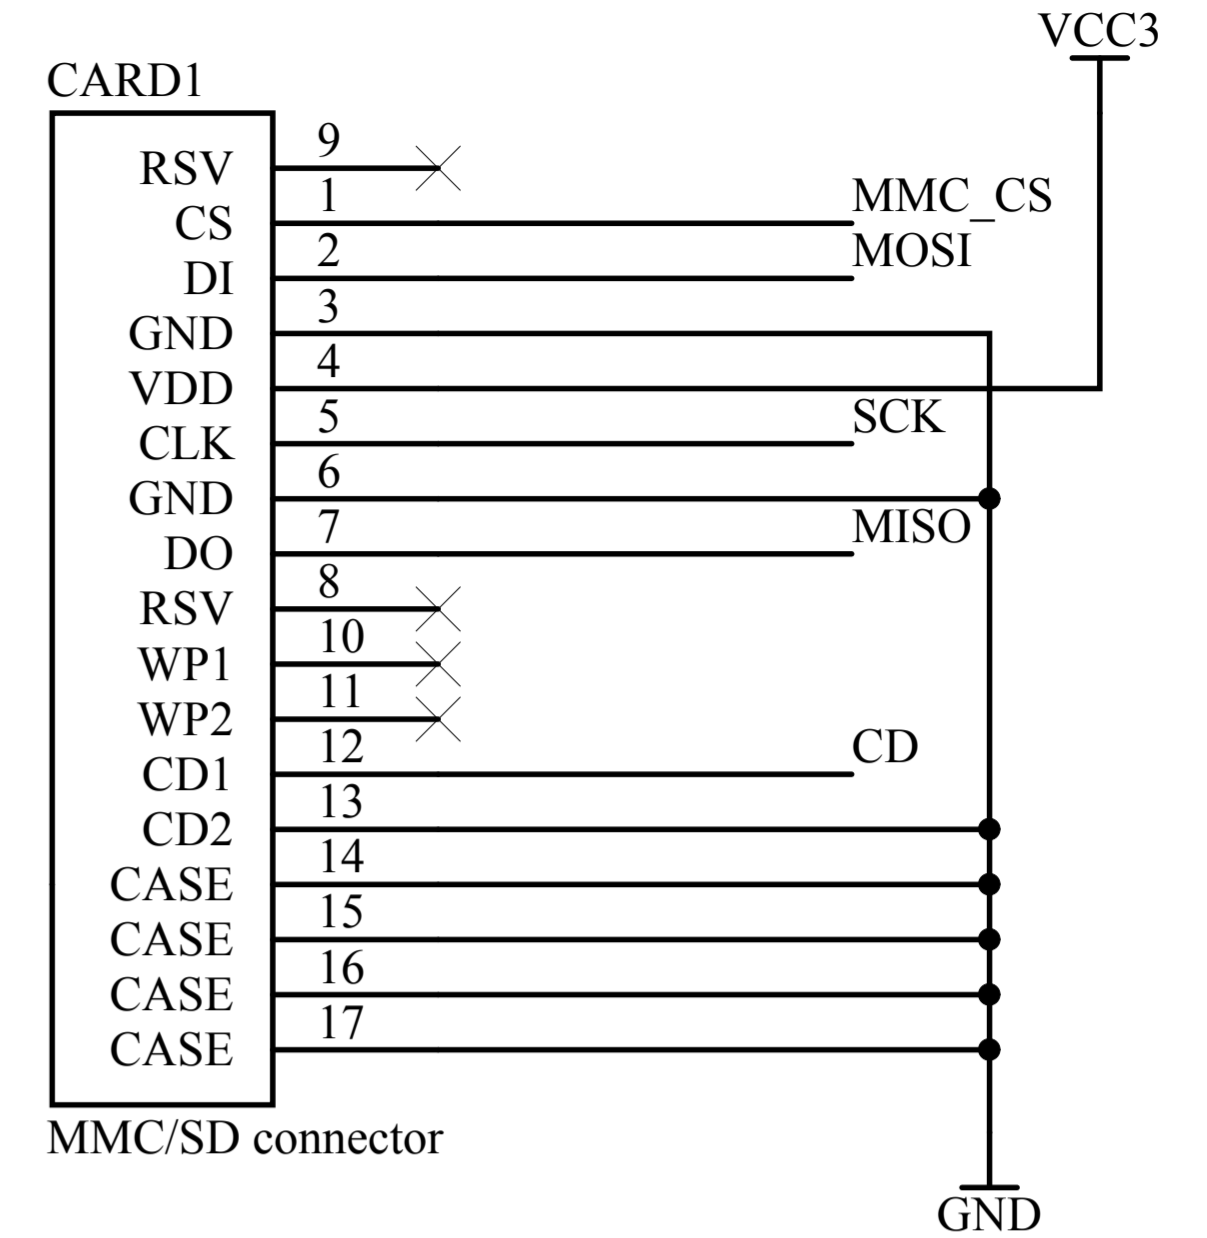 VCC3
CARD1
9
RSV
1
MMC_CS
CS
2
MOSI
DI
3
GND
4
VDD
5
SCK
CLK
6
GND
7
MISO
DO
8
RSV
10
WP1
11
WP2
12
CD
CD1
13
CD2
14
CASE
15
CASE
16
CASE
17
CASE
MMC/SD connector
GND